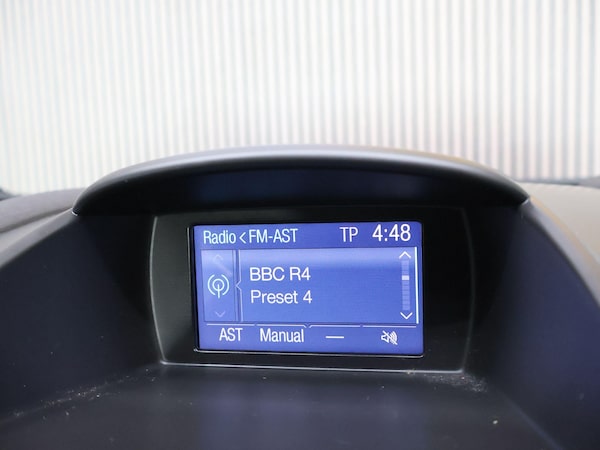 Radio < FM-AST TP 4:48
BBC R4
Preset 4
AST Manual —